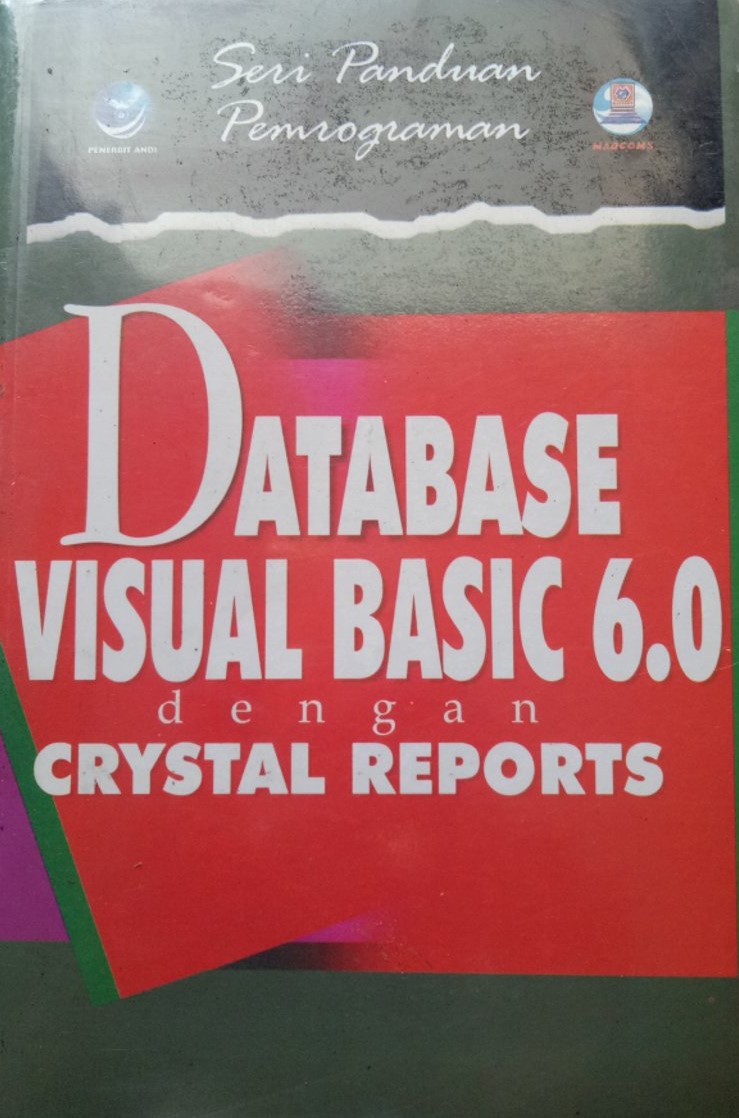 Seri Panduan
Pemrograman
PENERBIT ANDI
MADCOMS
DATABASE
VISUAL BASIC 6.0
dengan
CRYSTAL REPORTS